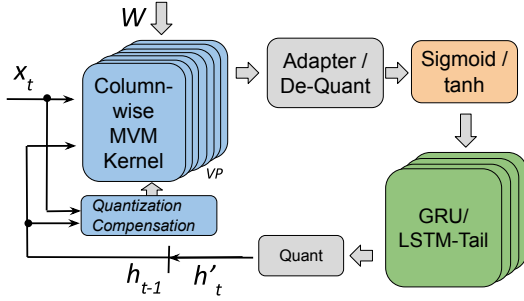 W
x_t
Column-
wise
MVM
Kernel
VP
Adapter /
De-Quant
Sigmoid /
tanh
Quantization
Compensation
GRU/
LSTM-Tail
Quant
h_{t-1}
h'_t